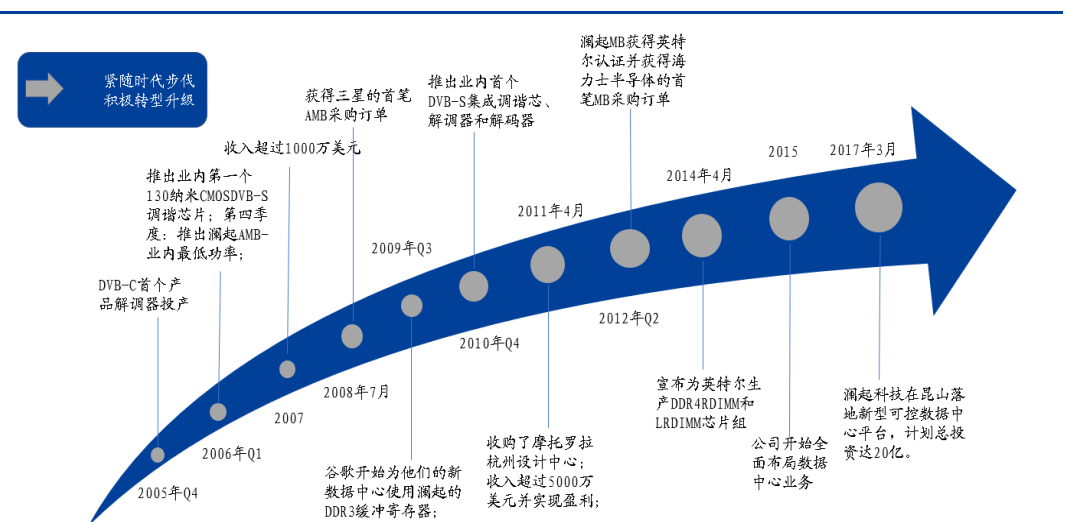 紧随时代步伐
积极转型升级
DVB-C首个产
品解调器投产
2005年Q4
推出业内第一个
130纳米CMOSDVB-S
调谐芯片；第四季
度：推出澜起AMB-
业内最低功率；
2006年Q1
收入超过1000万美元
2007
获得三星的首笔
AMB采购订单
2008年7月
2009年Q3
谷歌开始为他们的新
数据中心使用澜起的
DDR3缓冲寄存器；
推出业内首个
DVB-S集成调谐芯、
解调器和解码器
2010年Q4
2011年4月
收购了摩托罗拉
杭州设计中心；
收入超过5000万
美元并实现盈利；
澜起MB获得英特
尔认证并获得海
力士半导体的首
笔MB采购订单
2012年Q2
2014年4月
宣布为英特尔生
产DDR4RDIMM和
LRDIMM芯片组
2015
公司开始全
面布局数据
中心业务
2017年3月
澜起科技在昆山落
地新型可控数据中
心平台，计划总投
资达20亿。